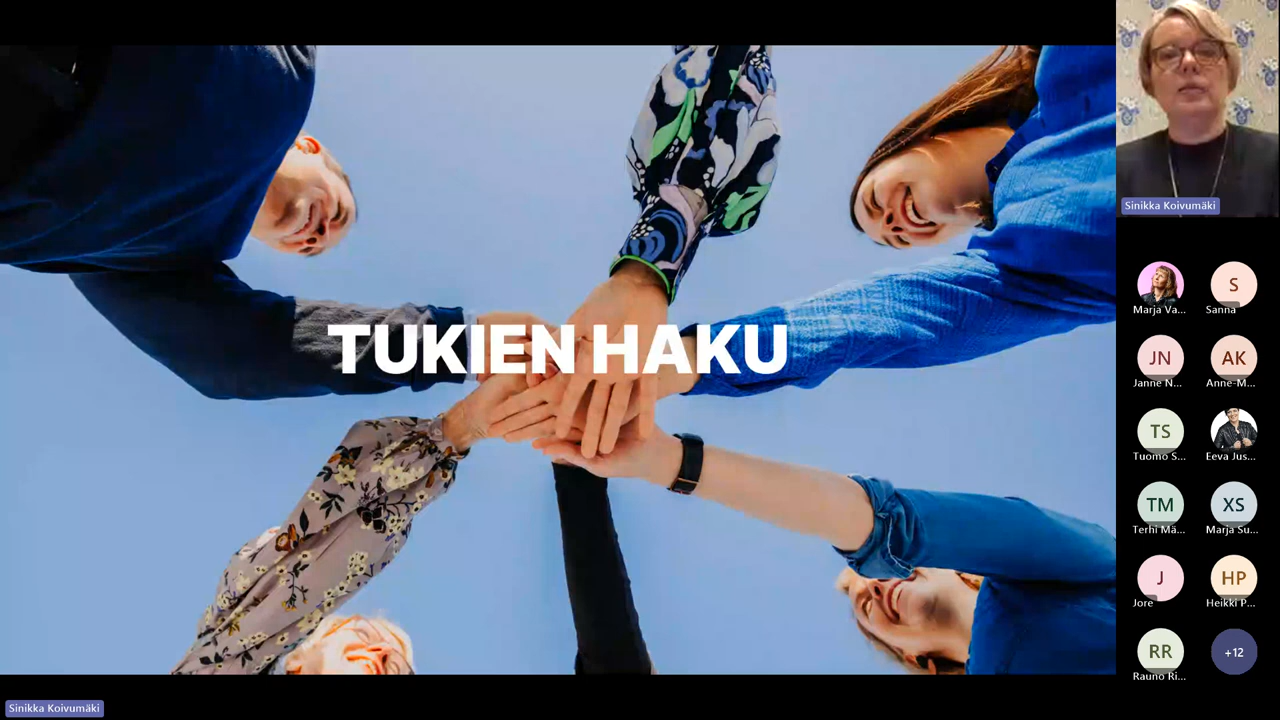 TUKIEN HAKU
Sinikka Koivumäki
Marja Va...
S
Sanna
JN
Janne N...
AK
Anne-M...
TS
Tuomo S...
Eeva Jus...
TM
Terhi Mä...
XS
Marja Su...
J
Jore
HP
Heikki P...
RR
Rauno Ri...
+12
Sinikka Koivumäki